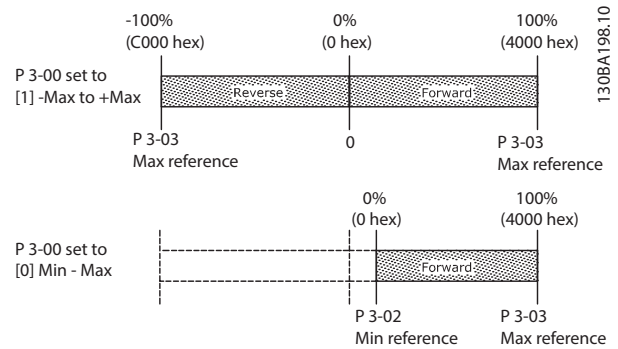 -100%
(C000 hex)
0%
(0 hex)
100%
(4000 hex)
130BA198.10
P 3-00 set to
[1] -Max to +Max
Reverse
Forward
P 3-03
Max reference
0
P 3-03
Max reference
0%
(0 hex)
100%
(4000 hex)
P 3-00 set to
[0] Min - Max
Forward
P 3-02
Min reference
P 3-03
Max reference